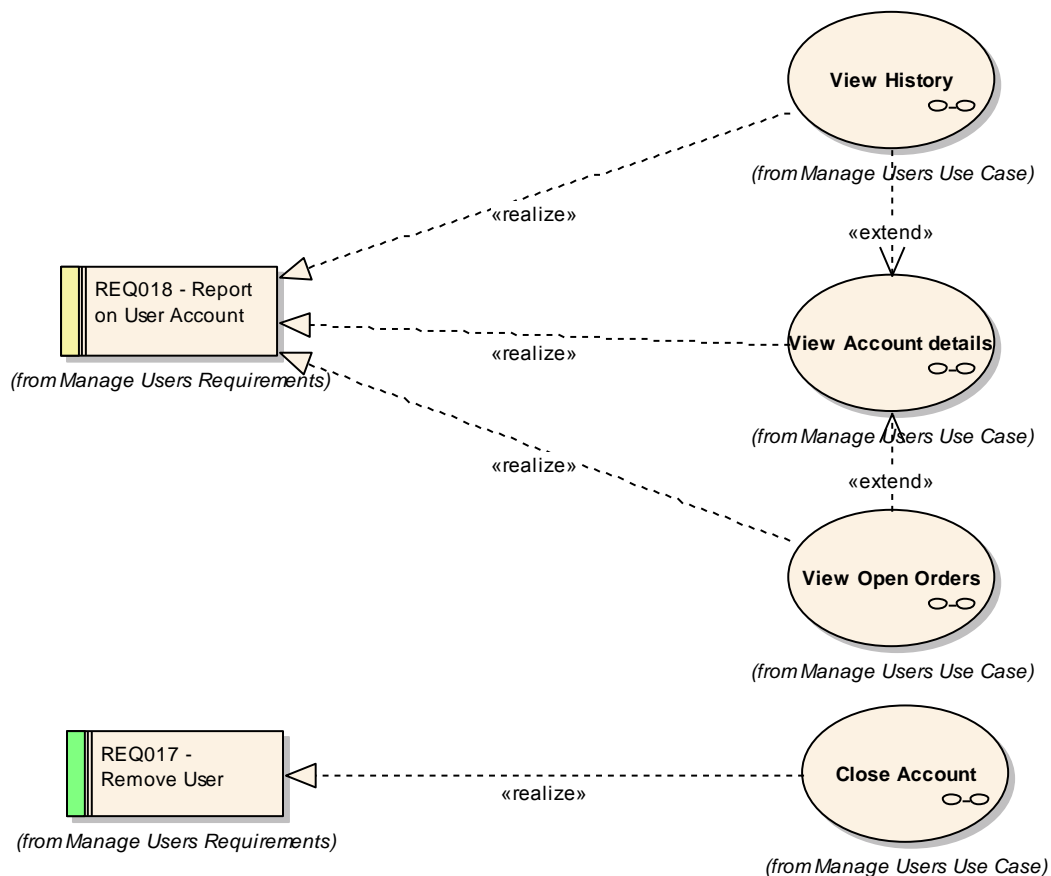 View History
(from Manage Users Use Case)
«realize»
«extend»
REQ018 - Report
on User Account
(from Manage Users Requirements)
«realize»
View Account details
(from Manage Users Use Case)
«realize»
«extend»
View Open Orders
(from Manage Users Use Case)
REQ017 -
Remove User
(from Manage Users Requirements)
«realize»
Close Account
(from Manage Users Use Case)